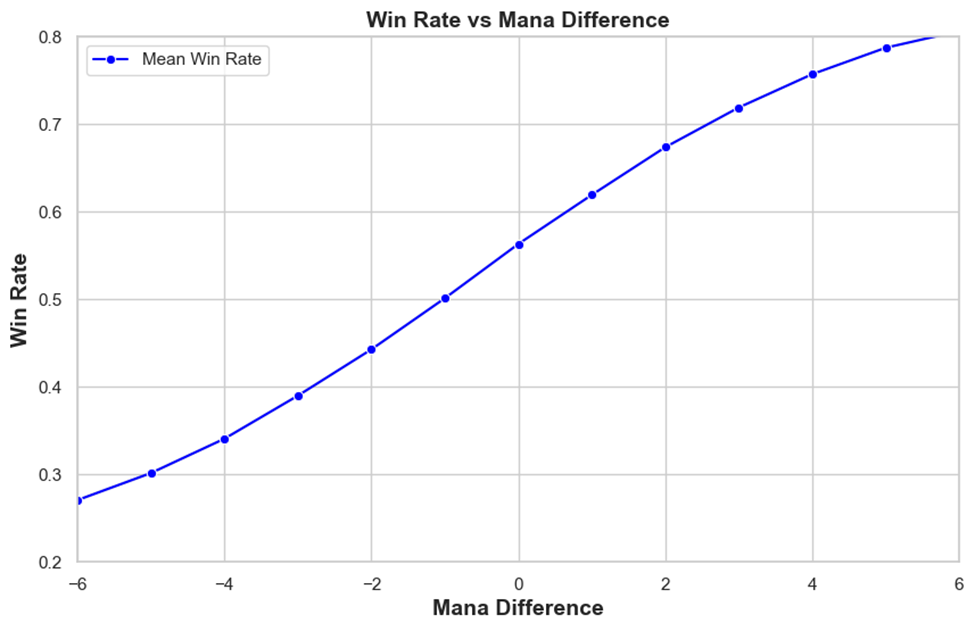 Win Rate vs Mana Difference
Mean Win Rate
0.8
0.7
0.6
0.5
0.4
0.3
0.2
Win Rate
−6 −4 −2 0 2 4 6
Mana Difference